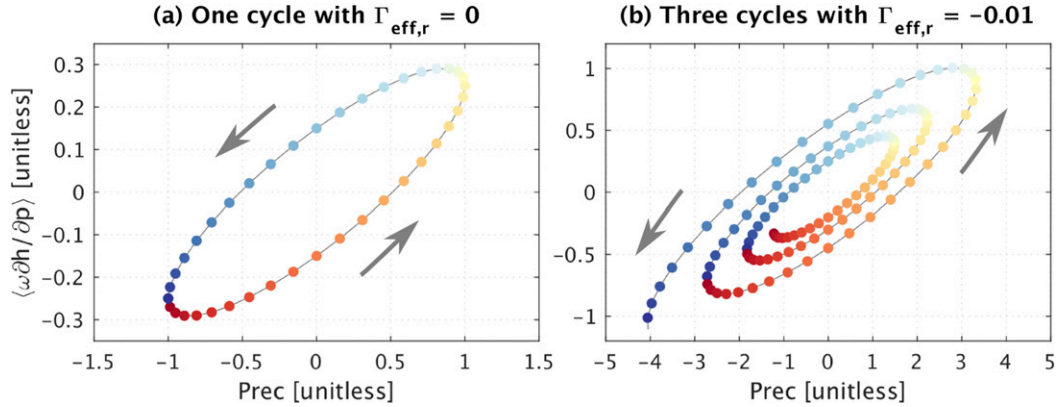 (a) One cycle with Γeff,r = 0
(b) Three cycles with Γeff,r = -0.01
⟨ω∂h/∂p⟩ [unitless]
0.3
0.2
0.1
0
-0.1
-0.2
-0.3
-1.5 -1 -0.5 0 0.5 1 1.5
Prec [unitless]
1
0.5
0
-0.5
-1
-5 -4 -3 -2 -1 0 1 2 3 4 5
Prec [unitless]